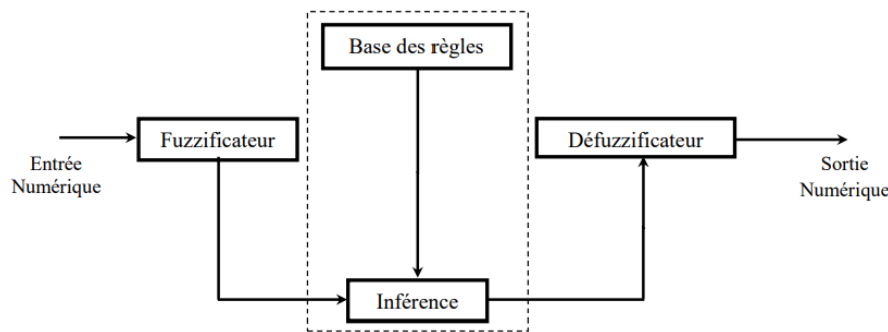 Base des règles
Fuzzificateur
Défuzzificateur
Entrée
Numérique
Sortie
Numérique
Inférence